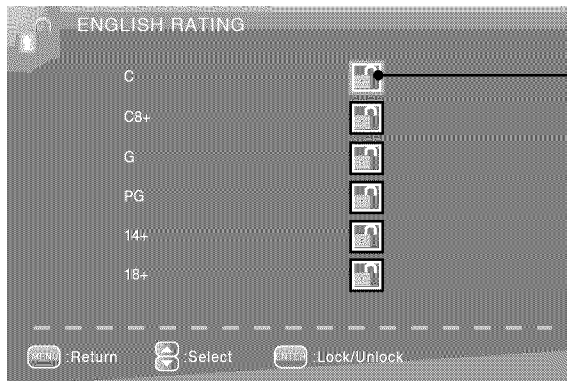 ENGLISH RATING
C
C8+
G
PG
14+
18+
MENU :Return :Select ENTER :Lock/Unlock